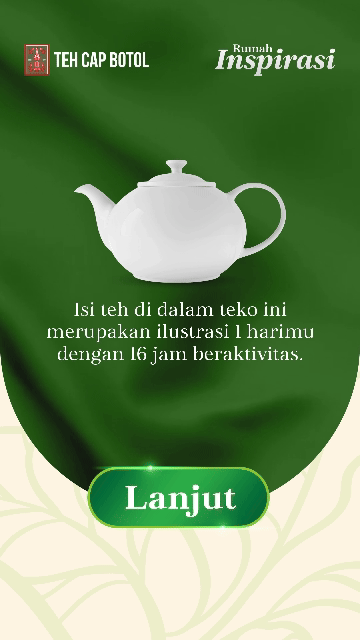 TEH CAP BOTOL
Rumah
Inspirasi
Isi teh di dalam teko ini
merupakan ilustrasi 1 harimu
dengan 16 jam beraktivitas.
Lanjut